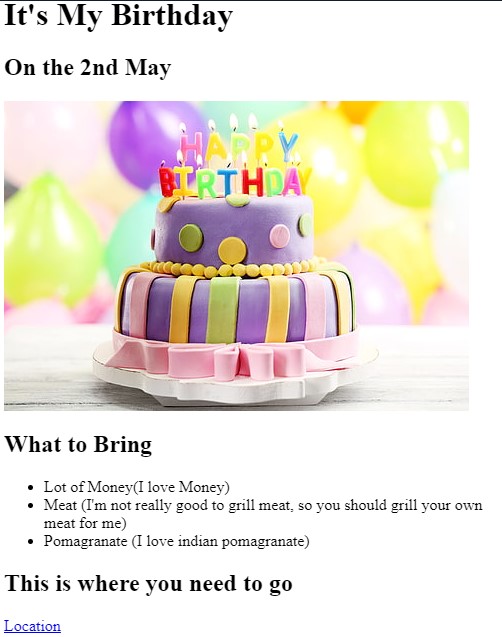 It's My Birthday
On the 2nd May
HAPPY
BIRTHDAY
What to Bring
Lot of Money(I love Money)
Meat (I'm not really good to grill meat, so you should grill your own
meat for me)
Pomagranate (I love indian pomagranate)
This is where you need to go
Location